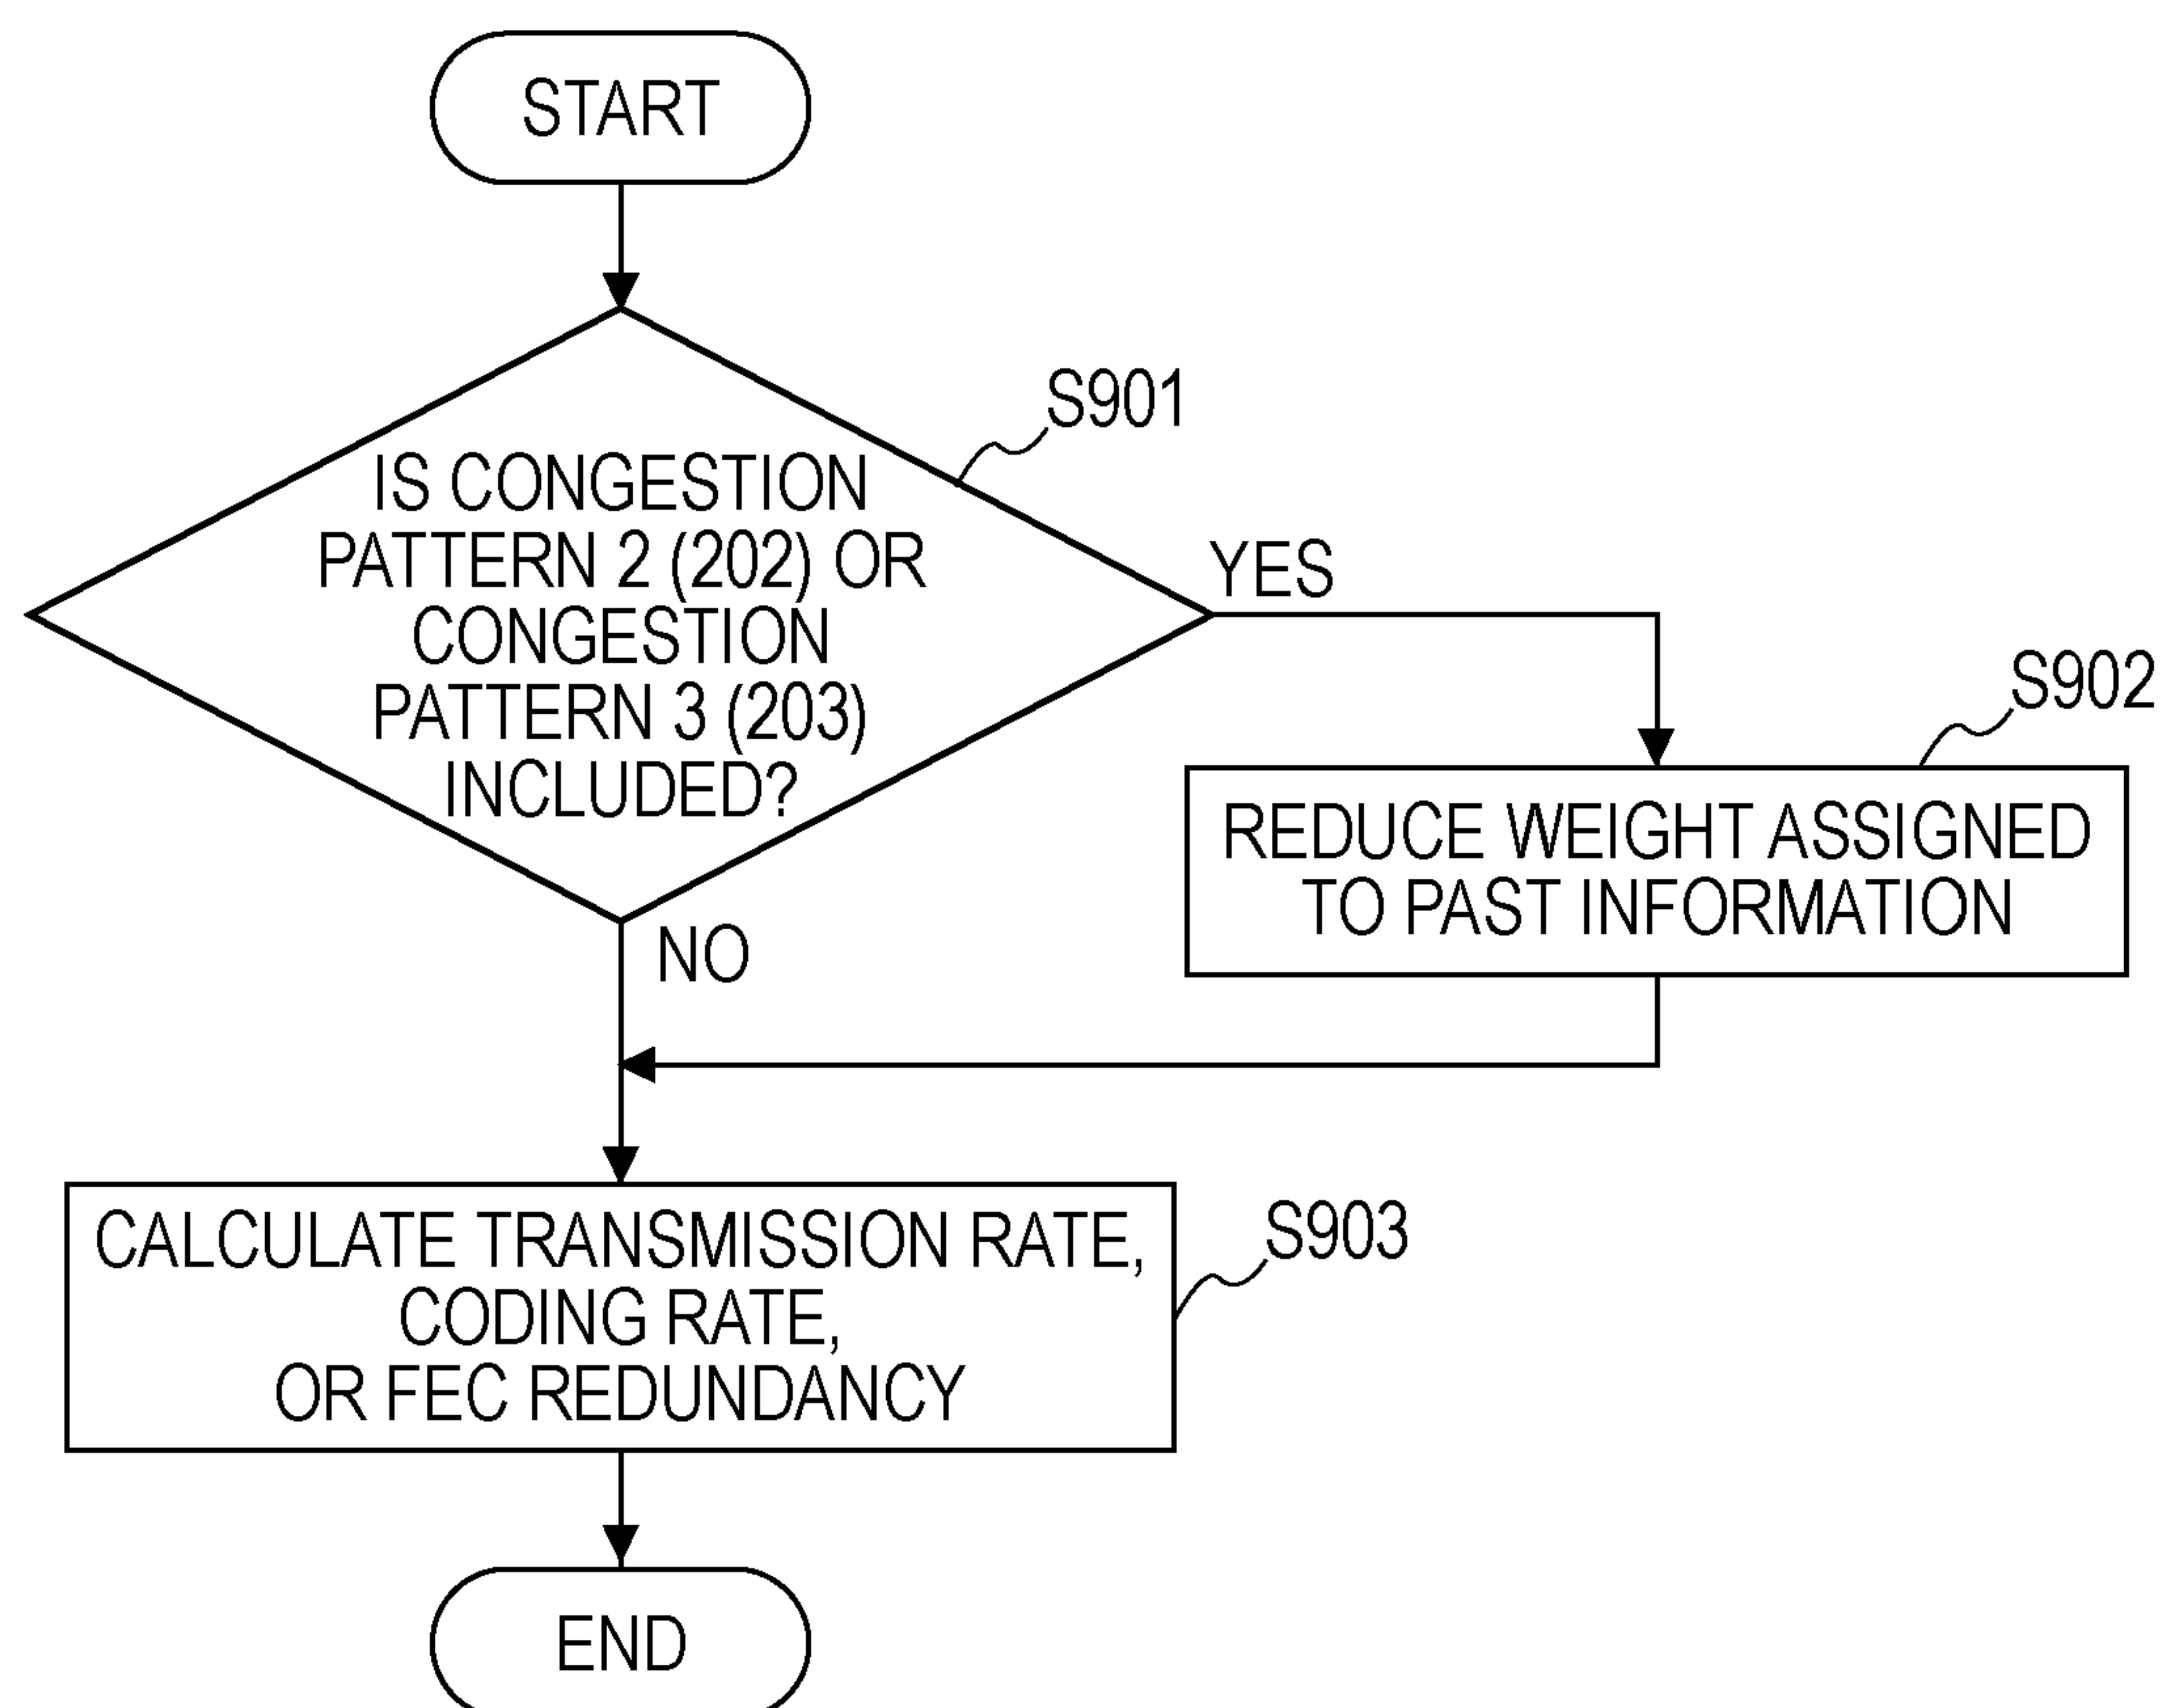 START
S901
IS CONGESTION
PATTERN 2 (202) OR
CONGESTION
PATTERN 3 (203)
INCLUDED?
YES
S902
REDUCE WEIGHT ASSIGNED
TO PAST INFORMATION
NO
CALCULATE TRANSMISSION RATE,
CODING RATE,
OR FEC REDUNDANCY
S903
END